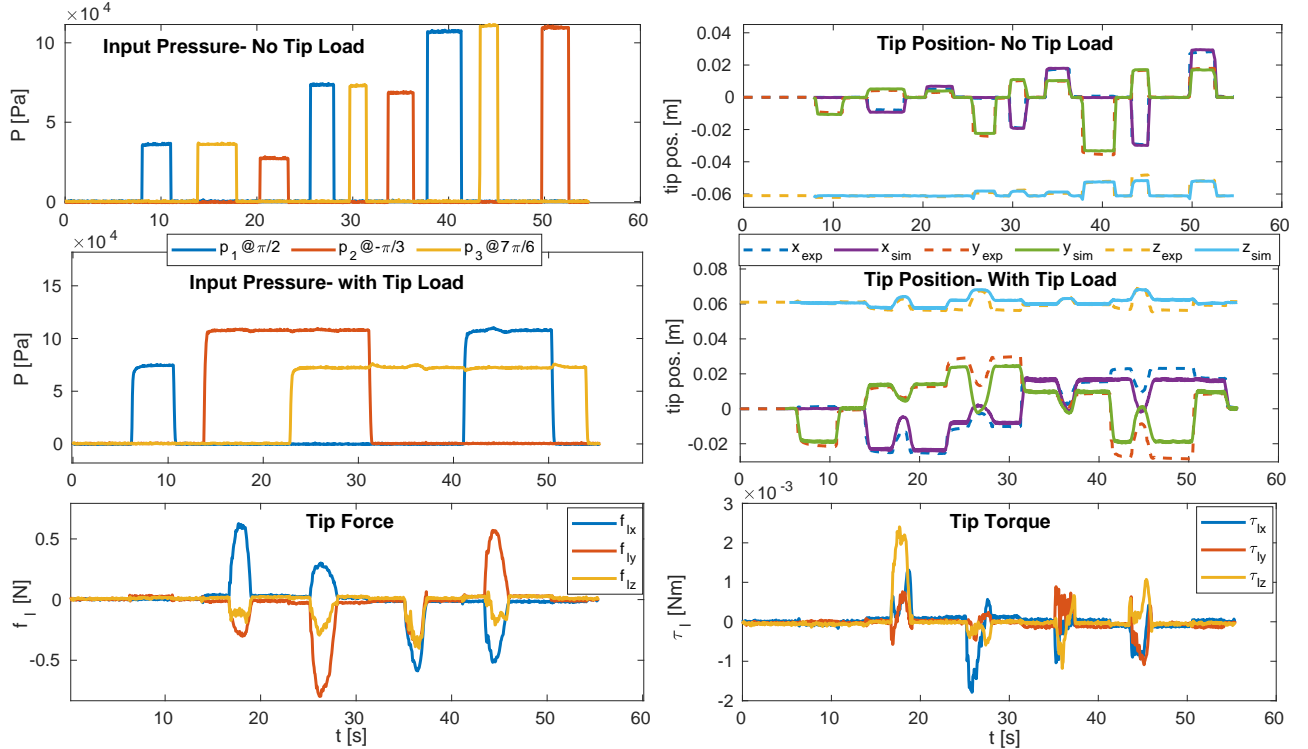 ×10⁴
Input Pressure- No Tip Load
P [Pa]
10
5
0
0 10 20 30 40 50 60
Tip Position- No Tip Load
tip pos. [m]
0.04
0.02
0
-0.02
-0.04
-0.06
0 10 20 30 40 50 60
×10⁴
p₁@π/2 p₂@-π/3 p₃@7π/6
Input Pressure- with Tip Load
P [Pa]
15
10
5
0
0 10 20 30 40 50
x_exp x_sim y_exp y_sim z_exp z_sim
Tip Position- With Tip Load
tip pos. [m]
0.08
0.06
0.04
0.02
0
-0.02
0 10 20 30 40 50 60
Tip Force
f_l [N]
0.5
0
-0.5
f_lx
f_ly
f_lz
10 20 30 40 50 60
t [s]
×10⁻³
Tip Torque
τ_l [Nm]
2
1
0
-1
-2
τ_lx
τ_ly
τ_lz
0 10 20 30 40 50 60
t [s]